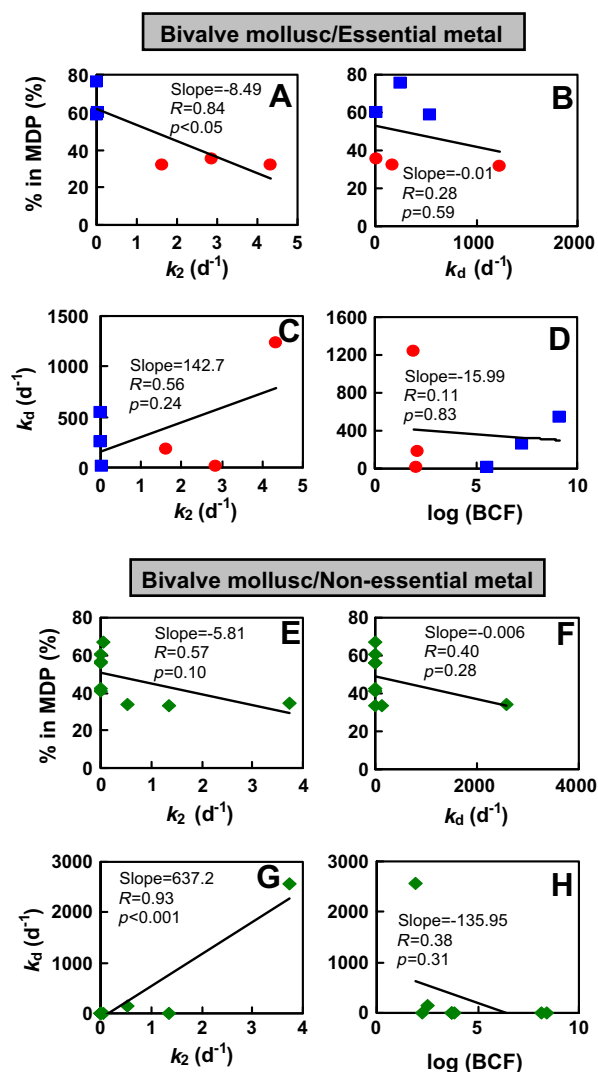 Bivalve mollusc/Essential metal
A
Slope=-8.49
R=0.84
p<0.05
% in MDP (%)
80
60
40
20
0
0 1 2 3 4 5
k2 (d-1)
B
Slope=-0.01
R=0.28
p=0.59
80
60
40
20
0
0 1000 2000
kd (d-1)
C
Slope=142.7
R=0.56
p=0.24
kd (d-1)
1500
1000
500
0
0 1 2 3 4 5
k2 (d-1)
D
Slope=-15.99
R=0.11
p=0.83
1600
1200
800
400
0
0 5 10
log (BCF)
Bivalve mollusc/Non-essential metal
E
Slope=-5.81
R=0.57
p=0.10
% in MDP (%)
80
60
40
20
0
0 1 2 3 4
k2 (d-1)
F
Slope=-0.006
R=0.40
p=0.28
80
60
40
20
0
0 2000 4000
kd (d-1)
G
Slope=637.2
R=0.93
p<0.001
kd (d-1)
3000
2000
1000
0
0 1 2 3 4
k2 (d-1)
H
Slope=-135.95
R=0.38
p=0.31
3000
2000
1000
0
0 5 10
log (BCF)